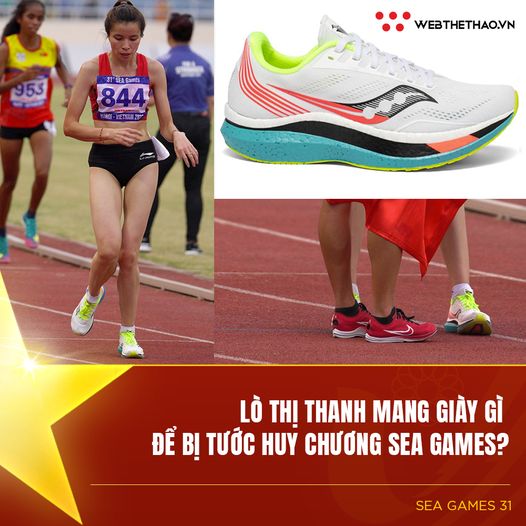 WEBTHETHAO.VN
31st SEA Games
953
844
LÒ THỊ THANH MANG GIÀY GÌ
ĐỂ BỊ TƯỚC HUY CHƯƠNG SEA GAMES?
SEA GAMES 31